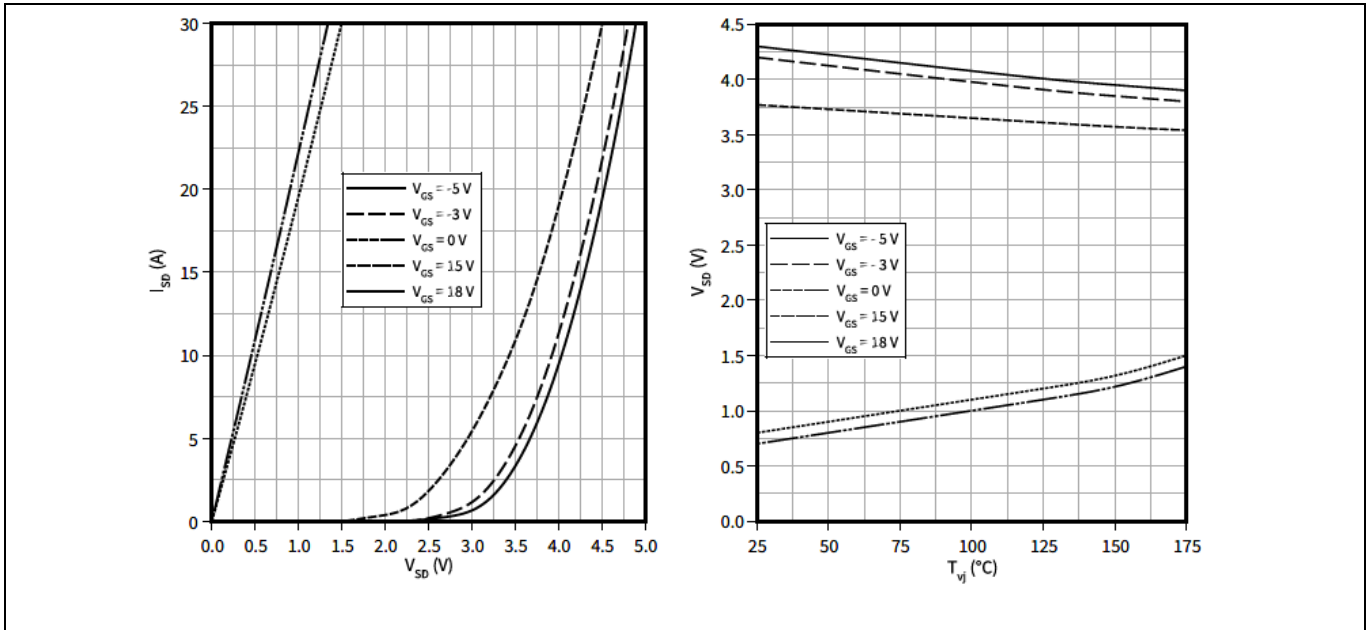 30
25
20
15
10
5
0
I_SD (A)
V_GS = -5 V
V_GS = -3 V
V_GS = 0 V
V_GS = 15 V
V_GS = 18 V
0.0 0.5 1.0 1.5 2.0 2.5 3.0 3.5 4.0 4.5 5.0
V_SD (V)
4.5
4.0
3.5
3.0
2.5
2.0
1.5
1.0
0.5
0.0
V_SD (V)
V_GS = -5 V
V_GS = -3 V
V_GS = 0 V
V_GS = 15 V
V_GS = 18 V
25 50 75 100 125 150 175
T_vj (°C)